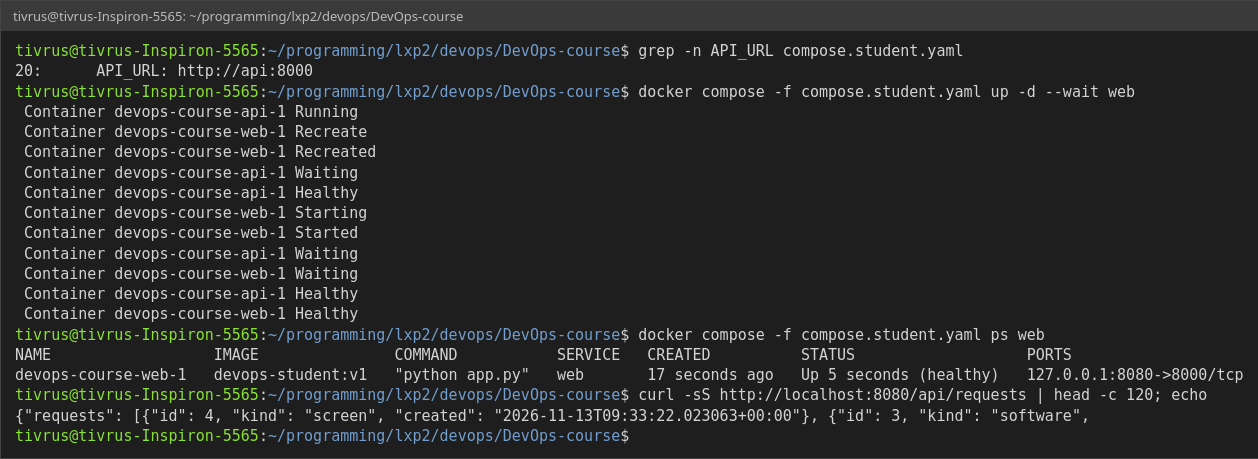 tivrus@tivrus-Inspiron-5565: ~/programming/lxp2/devops/DevOps-course
tivrus@tivrus-Inspiron-5565:~/programming/lxp2/devops/DevOps-course$ grep -n API_URL compose.student.yaml
20:      API_URL: http://api:8000
tivrus@tivrus-Inspiron-5565:~/programming/lxp2/devops/DevOps-course$ docker compose -f compose.student.yaml up -d --wait web
 Container devops-course-api-1 Running
 Container devops-course-web-1 Recreate
 Container devops-course-web-1 Recreated
 Container devops-course-api-1 Waiting
 Container devops-course-api-1 Healthy
 Container devops-course-web-1 Starting
 Container devops-course-web-1 Started
 Container devops-course-api-1 Waiting
 Container devops-course-web-1 Waiting
 Container devops-course-api-1 Healthy
 Container devops-course-web-1 Healthy
tivrus@tivrus-Inspiron-5565:~/programming/lxp2/devops/DevOps-course$ docker compose -f compose.student.yaml ps web
NAME                  IMAGE               COMMAND           SERVICE   CREATED          STATUS                   PORTS
devops-course-web-1   devops-student:v1   "python app.py"   web       17 seconds ago   Up 5 seconds (healthy)   127.0.0.1:8080->8000/tcp
tivrus@tivrus-Inspiron-5565:~/programming/lxp2/devops/DevOps-course$ curl -sS http://localhost:8080/api/requests | head -c 120; echo
{"requests": [{"id": 4, "kind": "screen", "created": "2026-11-13T09:33:22.023063+00:00"}, {"id": 3, "kind": "software",
tivrus@tivrus-Inspiron-5565:~/programming/lxp2/devops/DevOps-course$